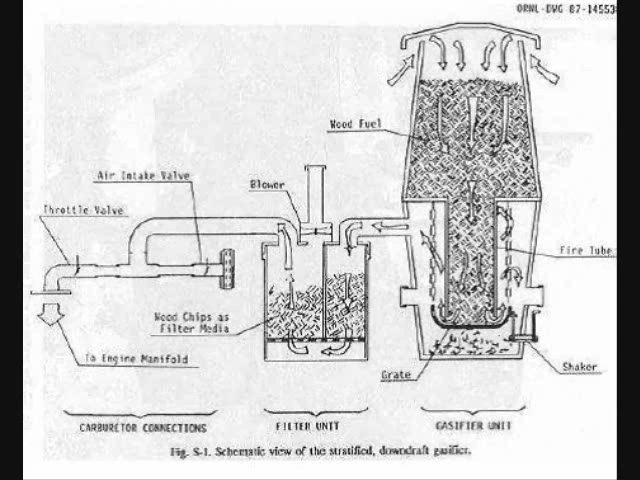 ORNL-DWG 87-1455
Wood Fuel
Air Intake Valve
Blower
Throttle Valve
Fire Tube
Wood Chips as
Filter Media
To Engine Manifold
Grate
Shaker
CARBURETOR CONNECTIONS
FILTER UNIT
GASIFIER UNIT
Fig. S-1. Schematic view of the stratified, downdraft gasifier.